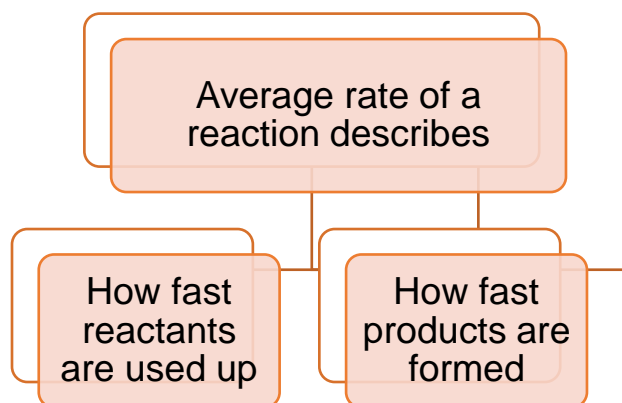 Average rate of a
reaction describes
How fast
reactants
are used up
How fast
products are
formed